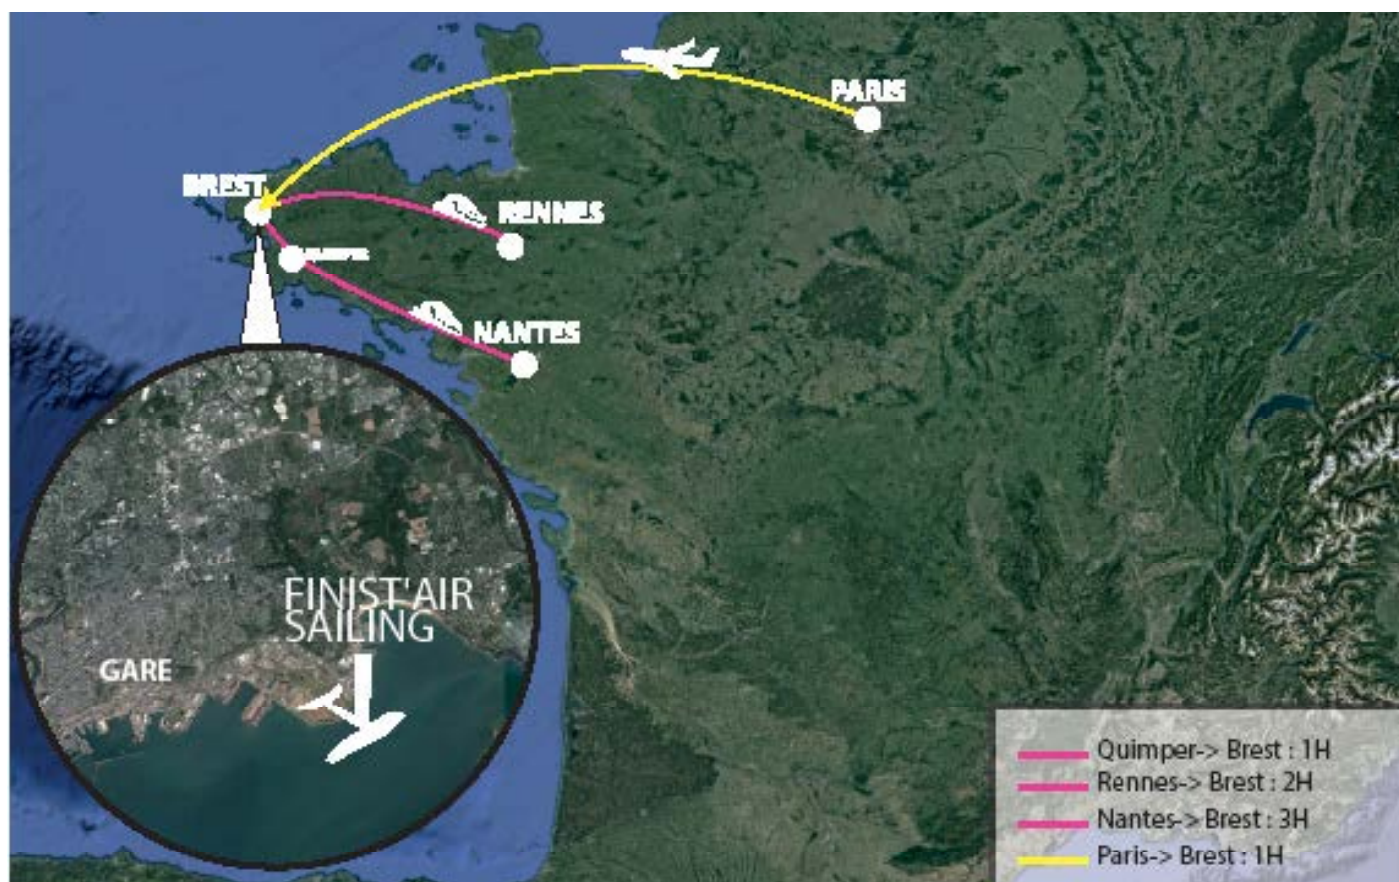 PARIS
BREST
RENNES
NANTES
FINIST'AIR
SAILING
GARE
Quimper-> Brest : 1H
Rennes-> Brest : 2H
Nantes-> Brest : 3H
Paris-> Brest : 1H